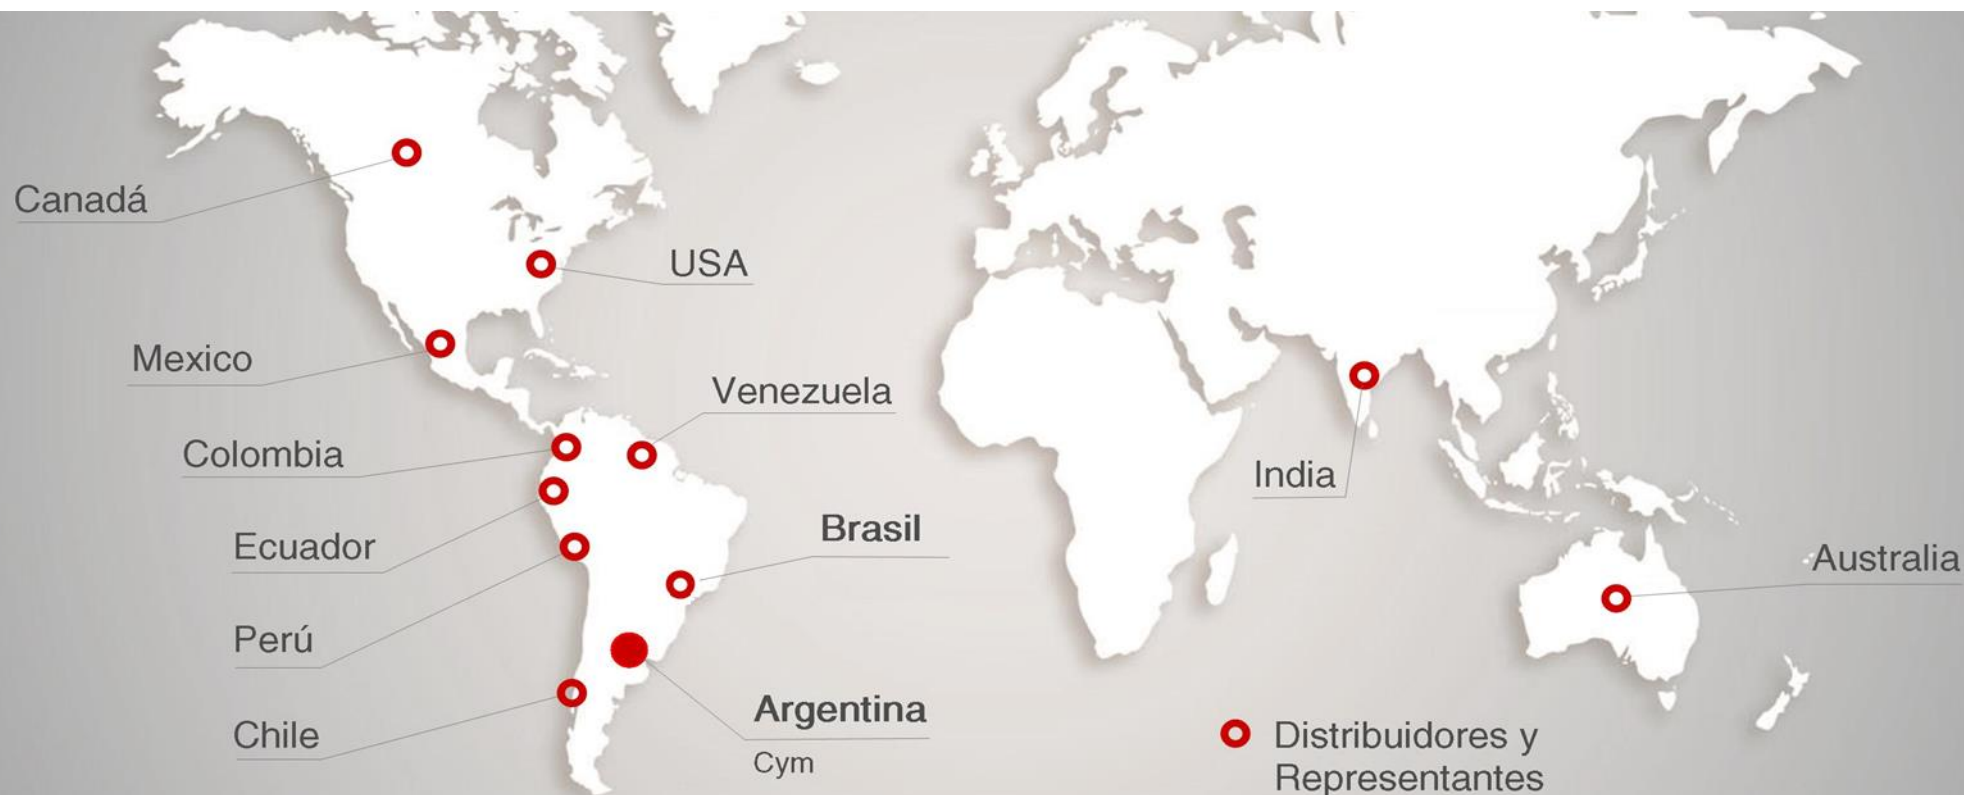 Canadá
USA
Mexico
Venezuela
Colombia
India
Brasil
Ecuador
Australia
Perú
Argentina
Chile
Cym
Distribuidores y
Representantes